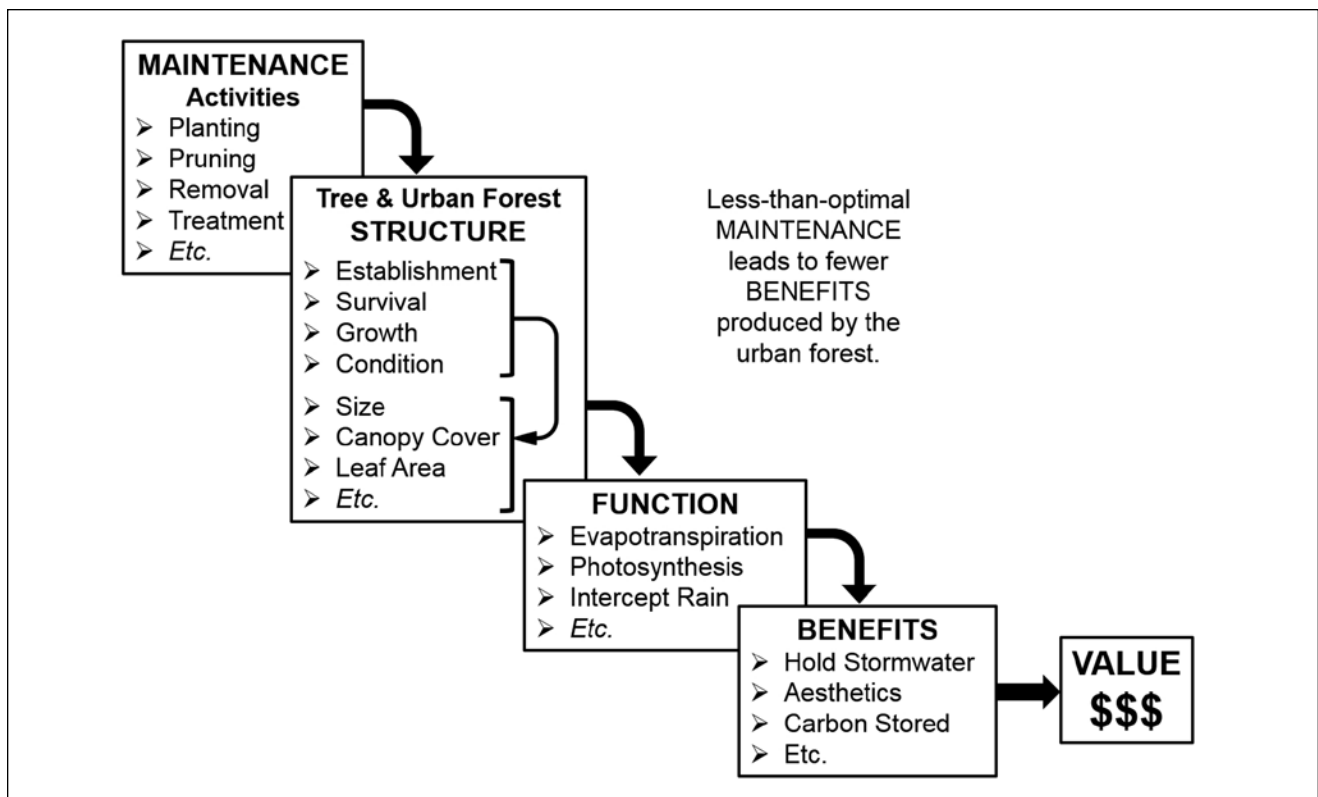 MAINTENANCE
Activities
➢ Planting
➢ Pruning
➢ Removal
➢ Treatment
➢ Etc.
Tree & Urban Forest
STRUCTURE
➢ Establishment
➢ Survival
➢ Growth
➢ Condition
➢ Size
➢ Canopy Cover
➢ Leaf Area
➢ Etc.
Less-than-optimal
MAINTENANCE
leads to fewer
BENEFITS
produced by the
urban forest.
FUNCTION
➢ Evapotranspiration
➢ Photosynthesis
➢ Intercept Rain
➢ Etc.
BENEFITS
➢ Hold Stormwater
➢ Aesthetics
➢ Carbon Stored
➢ Etc.
VALUE
$$$